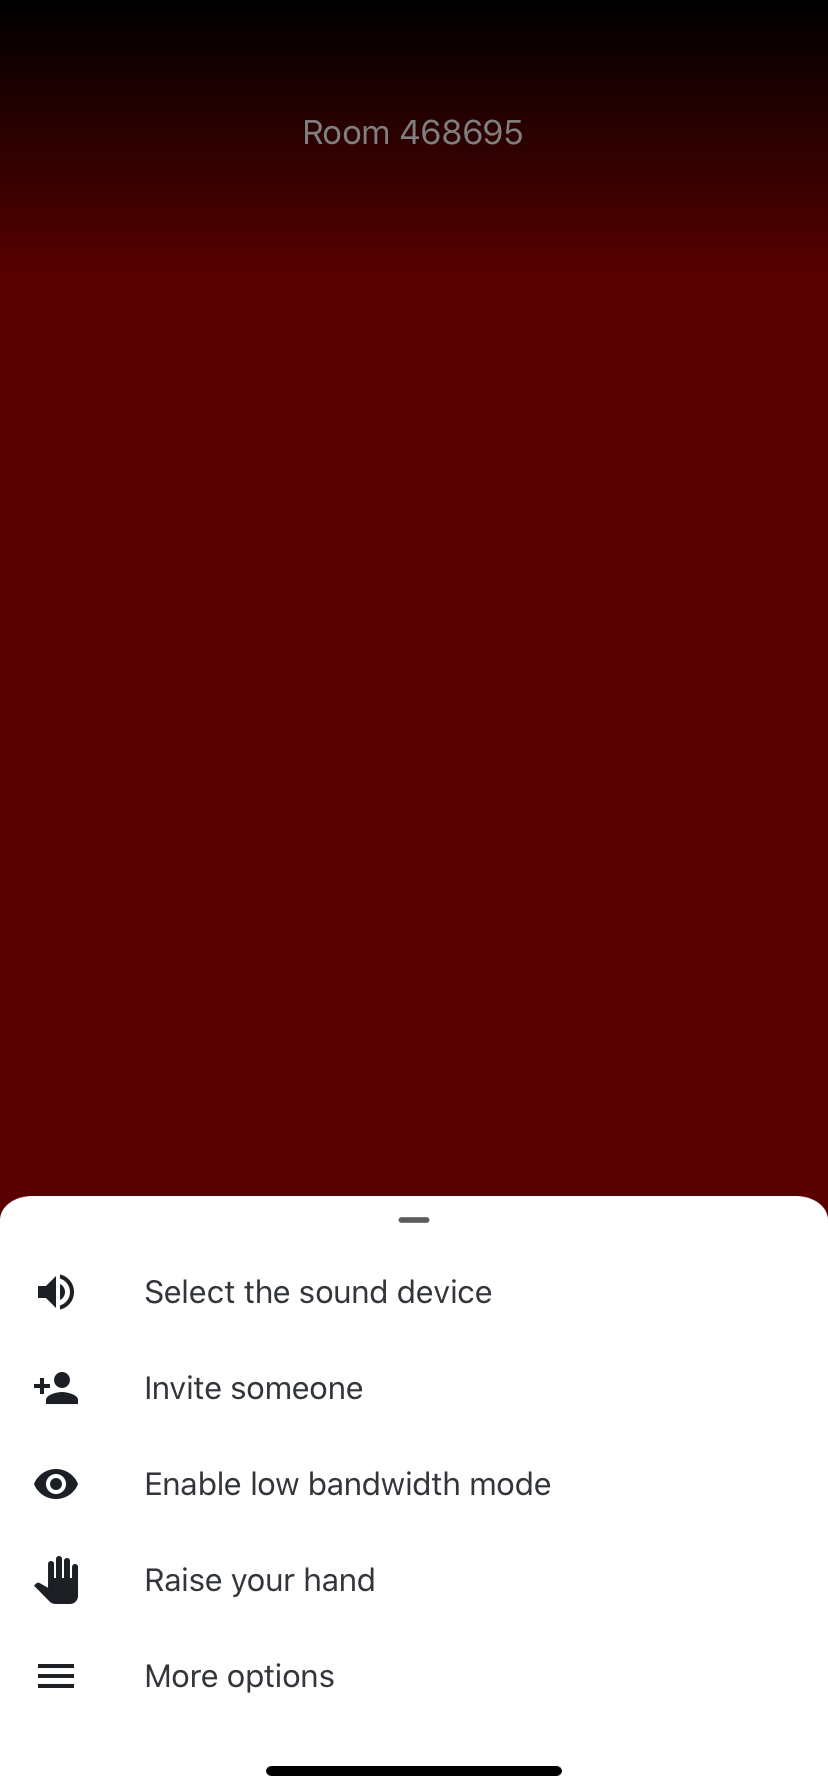 Room 468695
Select the sound device
Invite someone
Enable low bandwidth mode
Raise your hand
More options